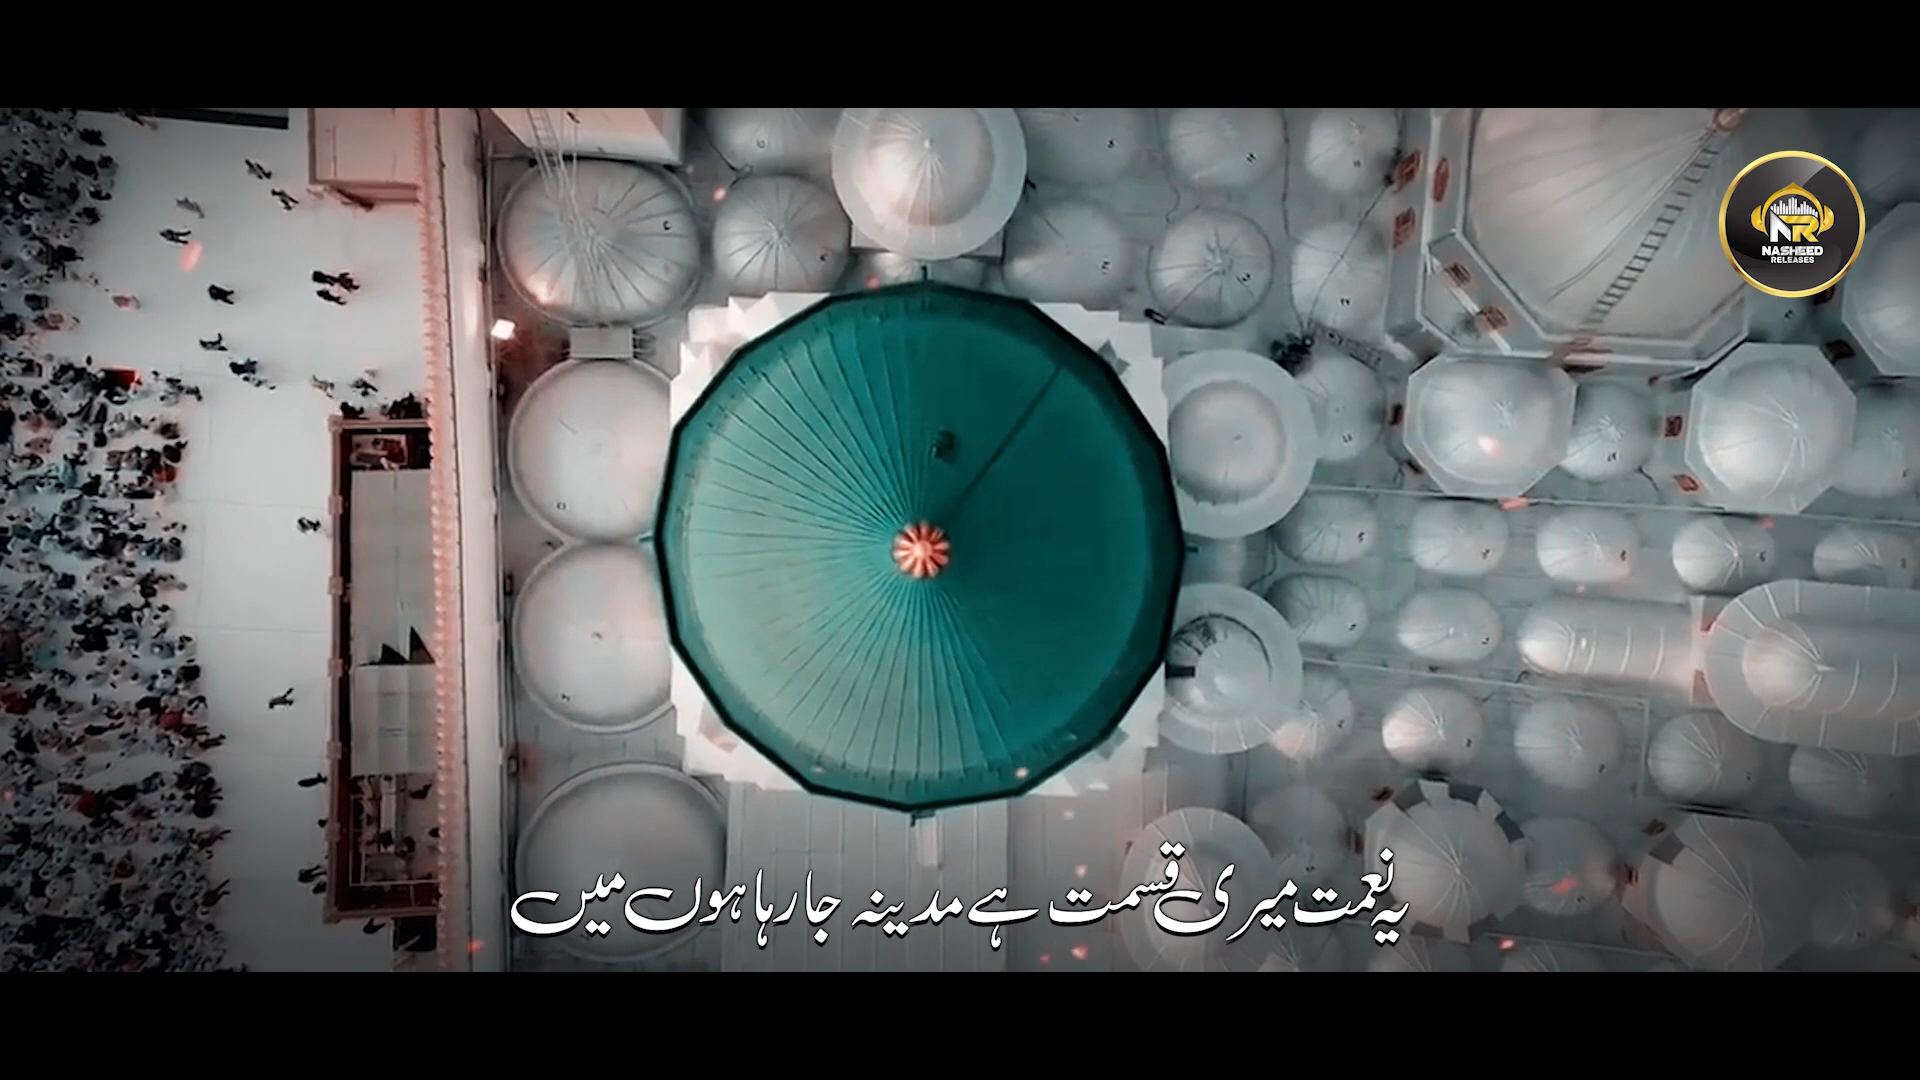 NR
NASHEED
RELEASES
یہ نعمت میری قسمت ہے مدینہ جا رہا ہوں میں